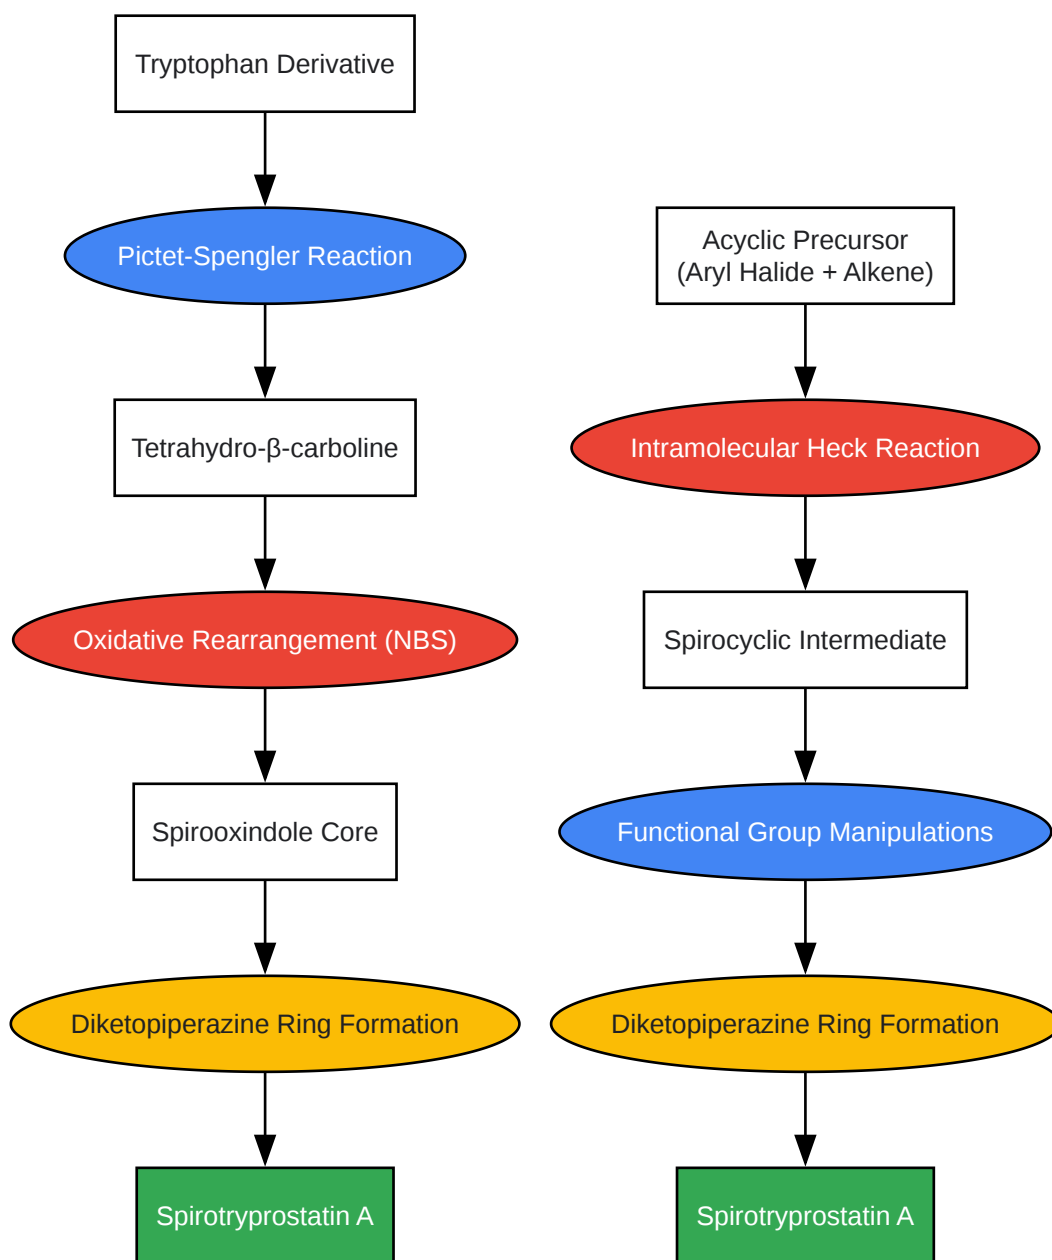 Tryptophan Derivative
Pictet-Spengler Reaction
Tetrahydro-β-carboline
Oxidative Rearrangement (NBS)
Spirooxindole Core
Diketopiperazine Ring Formation
Spirotryprostatin A
Acyclic Precursor
(Aryl Halide + Alkene)
Intramolecular Heck Reaction
Spirocyclic Intermediate
Functional Group Manipulations
Diketopiperazine Ring Formation
Spirotryprostatin A